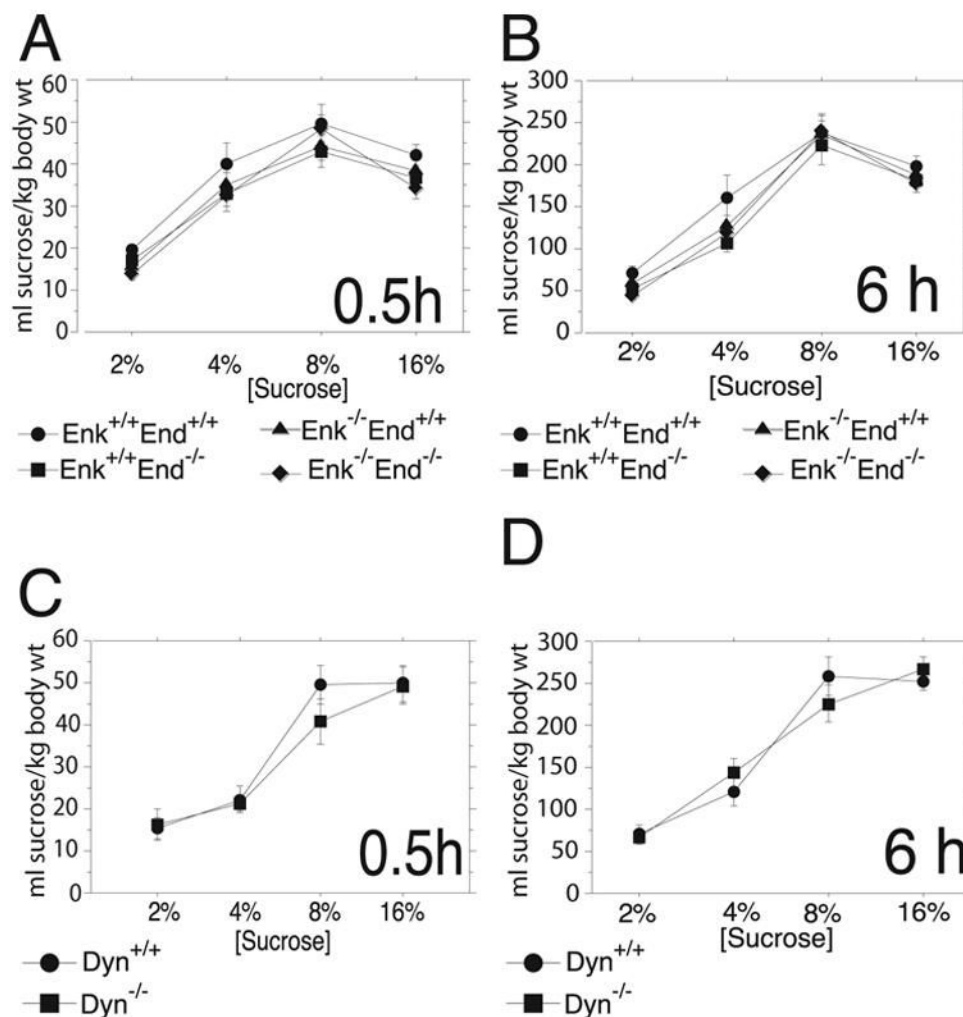 A
ml sucrose/kg body wt
60
50
40
30
20
10
0
0.5h
2% 4% 8% 16%
[Sucrose]
Enk+/+End+/+
Enk-/-End+/+
Enk+/+End-/-
Enk-/-End-/-
B
ml sucrose/kg body wt
300
250
200
150
100
50
0
6 h
2% 4% 8% 16%
[Sucrose]
Enk+/+End+/+
Enk-/-End+/+
Enk+/+End-/-
Enk-/-End-/-
C
ml sucrose/kg body wt
60
50
40
30
20
10
0
0.5h
2% 4% 8% 16%
[Sucrose]
Dyn+/+
Dyn-/-
D
ml sucrose/kg body wt
300
250
200
150
100
50
0
6 h
2% 4% 8% 16%
[Sucrose]
Dyn+/+
Dyn-/-